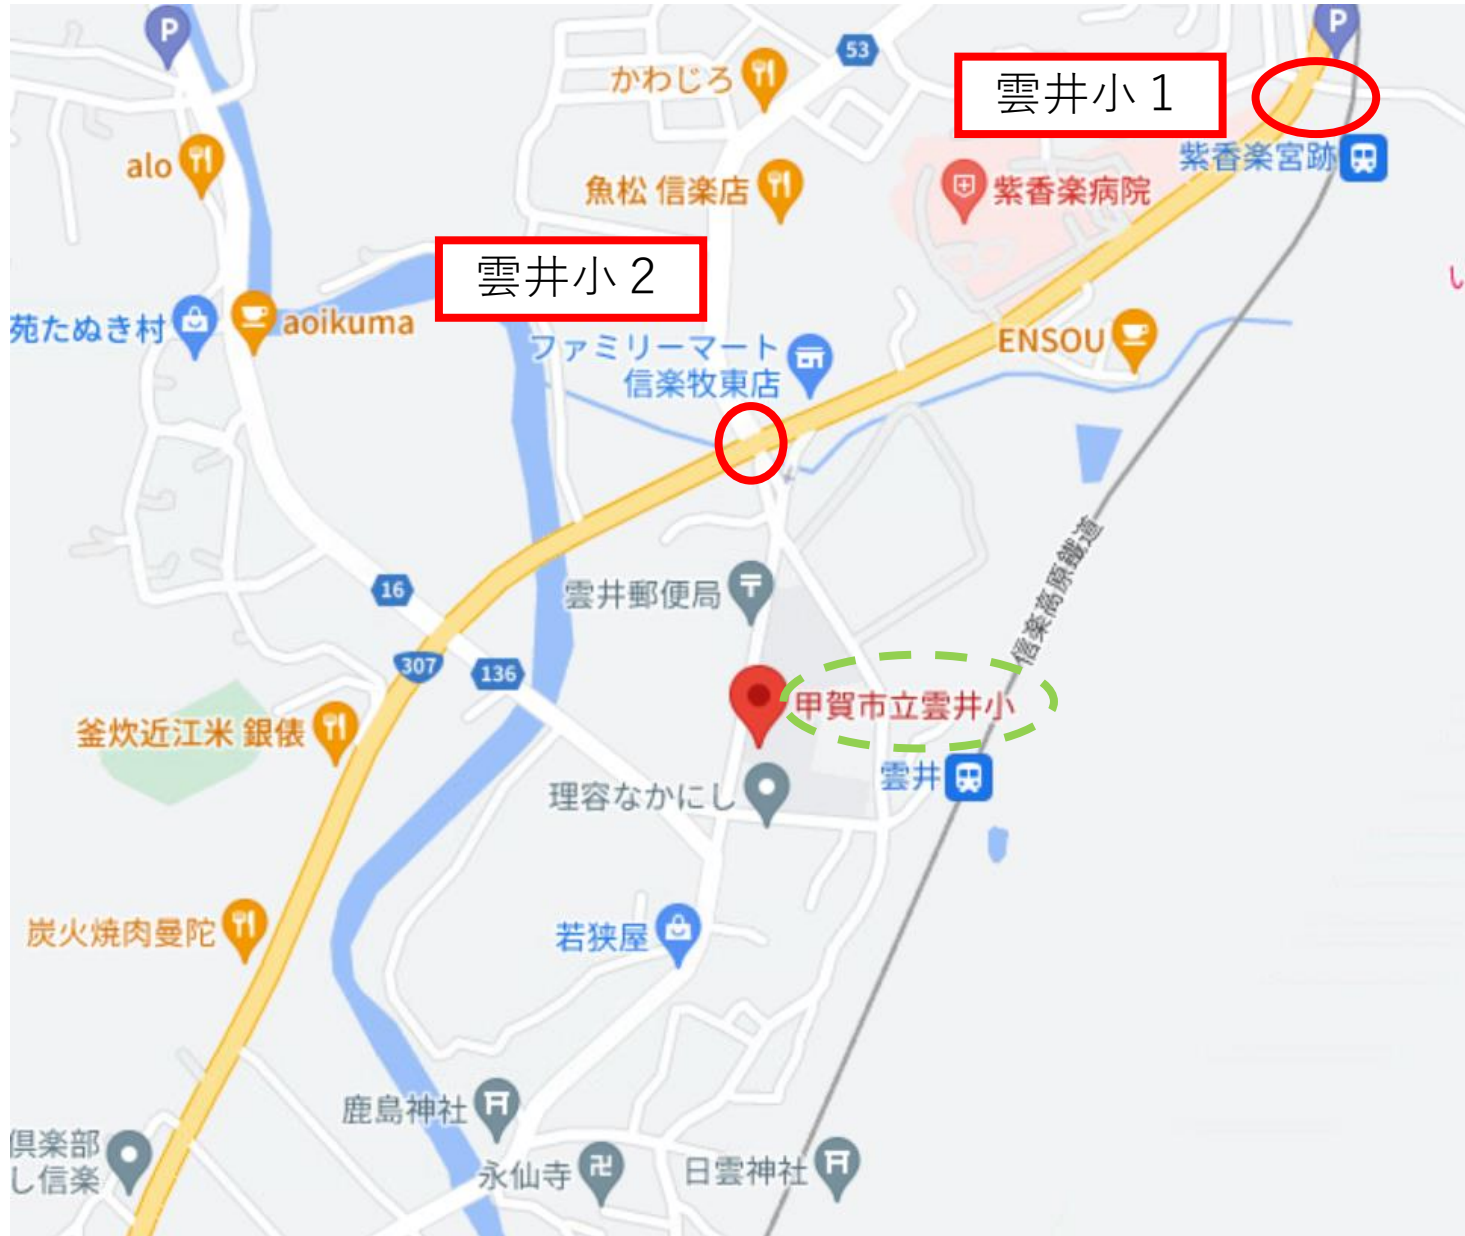 P
P
53
かわじろ
雲井小１
alo
魚松 信楽店
紫香楽病院
紫香楽宮跡
雲井小２
い
苑たぬき村
aoikuma
ファミリーマート
信楽牧東店
ENSOU
16
雲井郵便局
信楽高原鐵道
307
136
甲賀市立雲井小
釜炊近江米 銀俵
理容なかにし
雲井
炭火焼肉曼陀
若狭屋
鹿島神社
倶楽部
し信楽
永仙寺
日雲神社